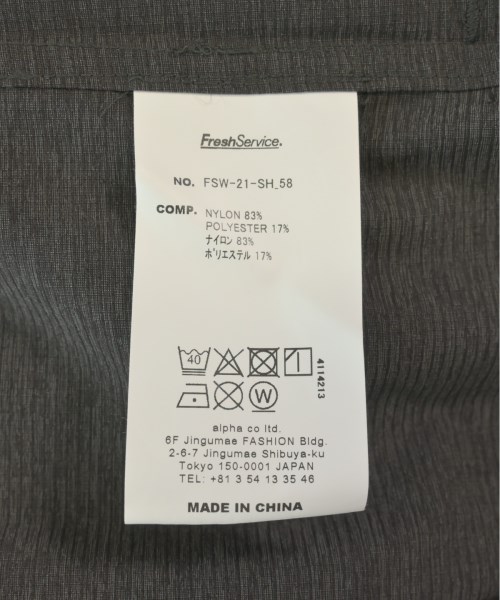 FreshService.
NO. FSW-21-SH_58
COMP. NYLON 83%
POLYESTER 17%
ナイロン 83%
ポリエステル 17%
40
W
4114213
alpha co ltd.
6F Jingumae FASHION Bldg.
2-6-7 Jingumae Shibuya-ku
Tokyo 150-0001 JAPAN
TEL: +81 3 54 13 35 46
MADE IN CHINA